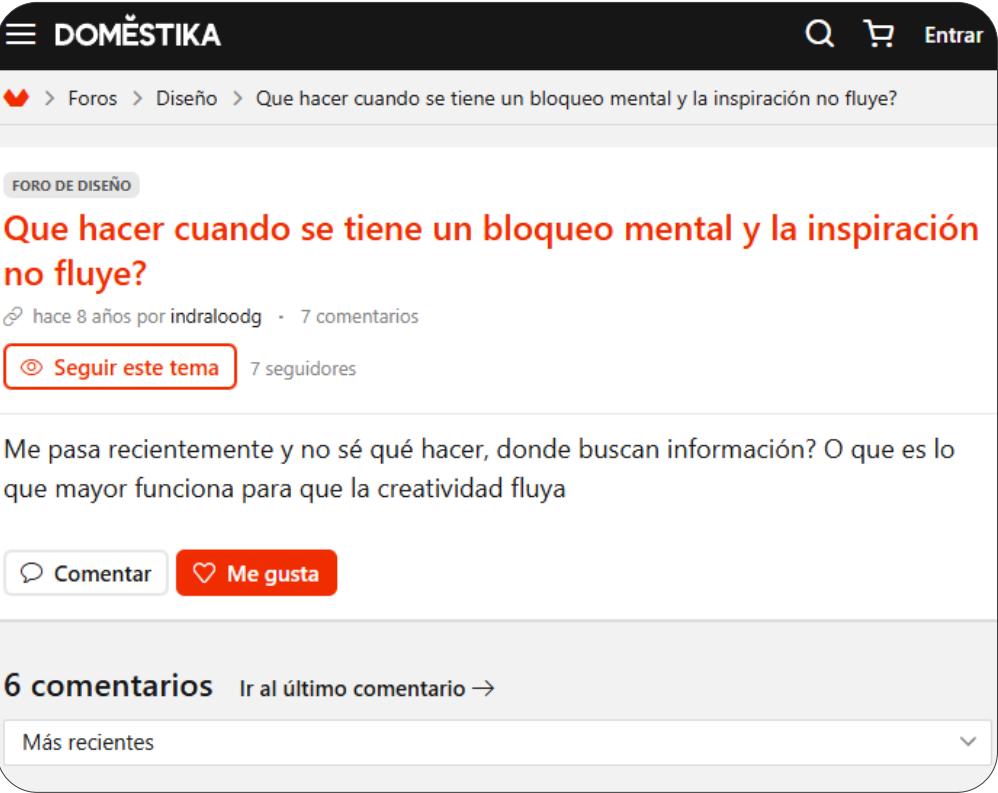 DOMĚSTIKA Entrar
> Foros > Diseño > Que hacer cuando se tiene un bloqueo mental y la inspiración no fluye?
FORO DE DISEÑO
Que hacer cuando se tiene un bloqueo mental y la inspiración
no fluye?
hace 8 años por indraloodg · 7 comentarios
Seguir este tema 7 seguidores
Me pasa recientemente y no sé qué hacer, donde buscan información? O que es lo
que mayor funciona para que la creatividad fluya
Comentar Me gusta
6 comentarios Ir al último comentario →
Más recientes